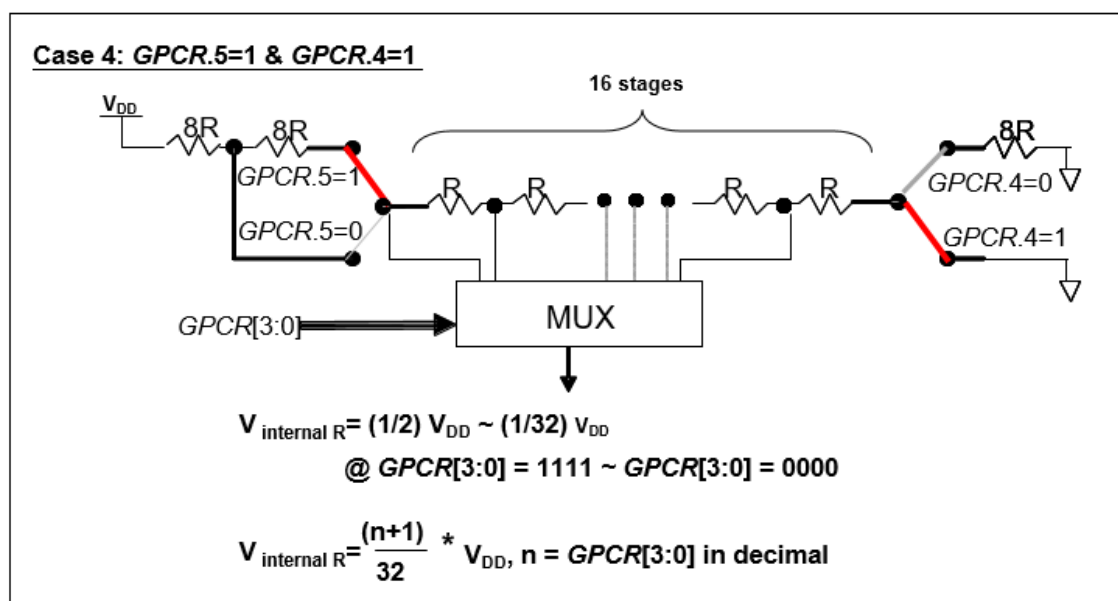 Case 4: GPCR.5=1 & GPCR.4=1
16 stages
VDD
8R
8R
8R
GPCR.5=1
GPCR.4=0
R
R
R
R
GPCR.5=0
GPCR.4=1
MUX
GPCR[3:0]
V internal R= (1/2) VDD ~ (1/32) VDD
@ GPCR[3:0] = 1111 ~ GPCR[3:0] = 0000
V internal R= (n+1)/32 * VDD, n = GPCR[3:0] in decimal